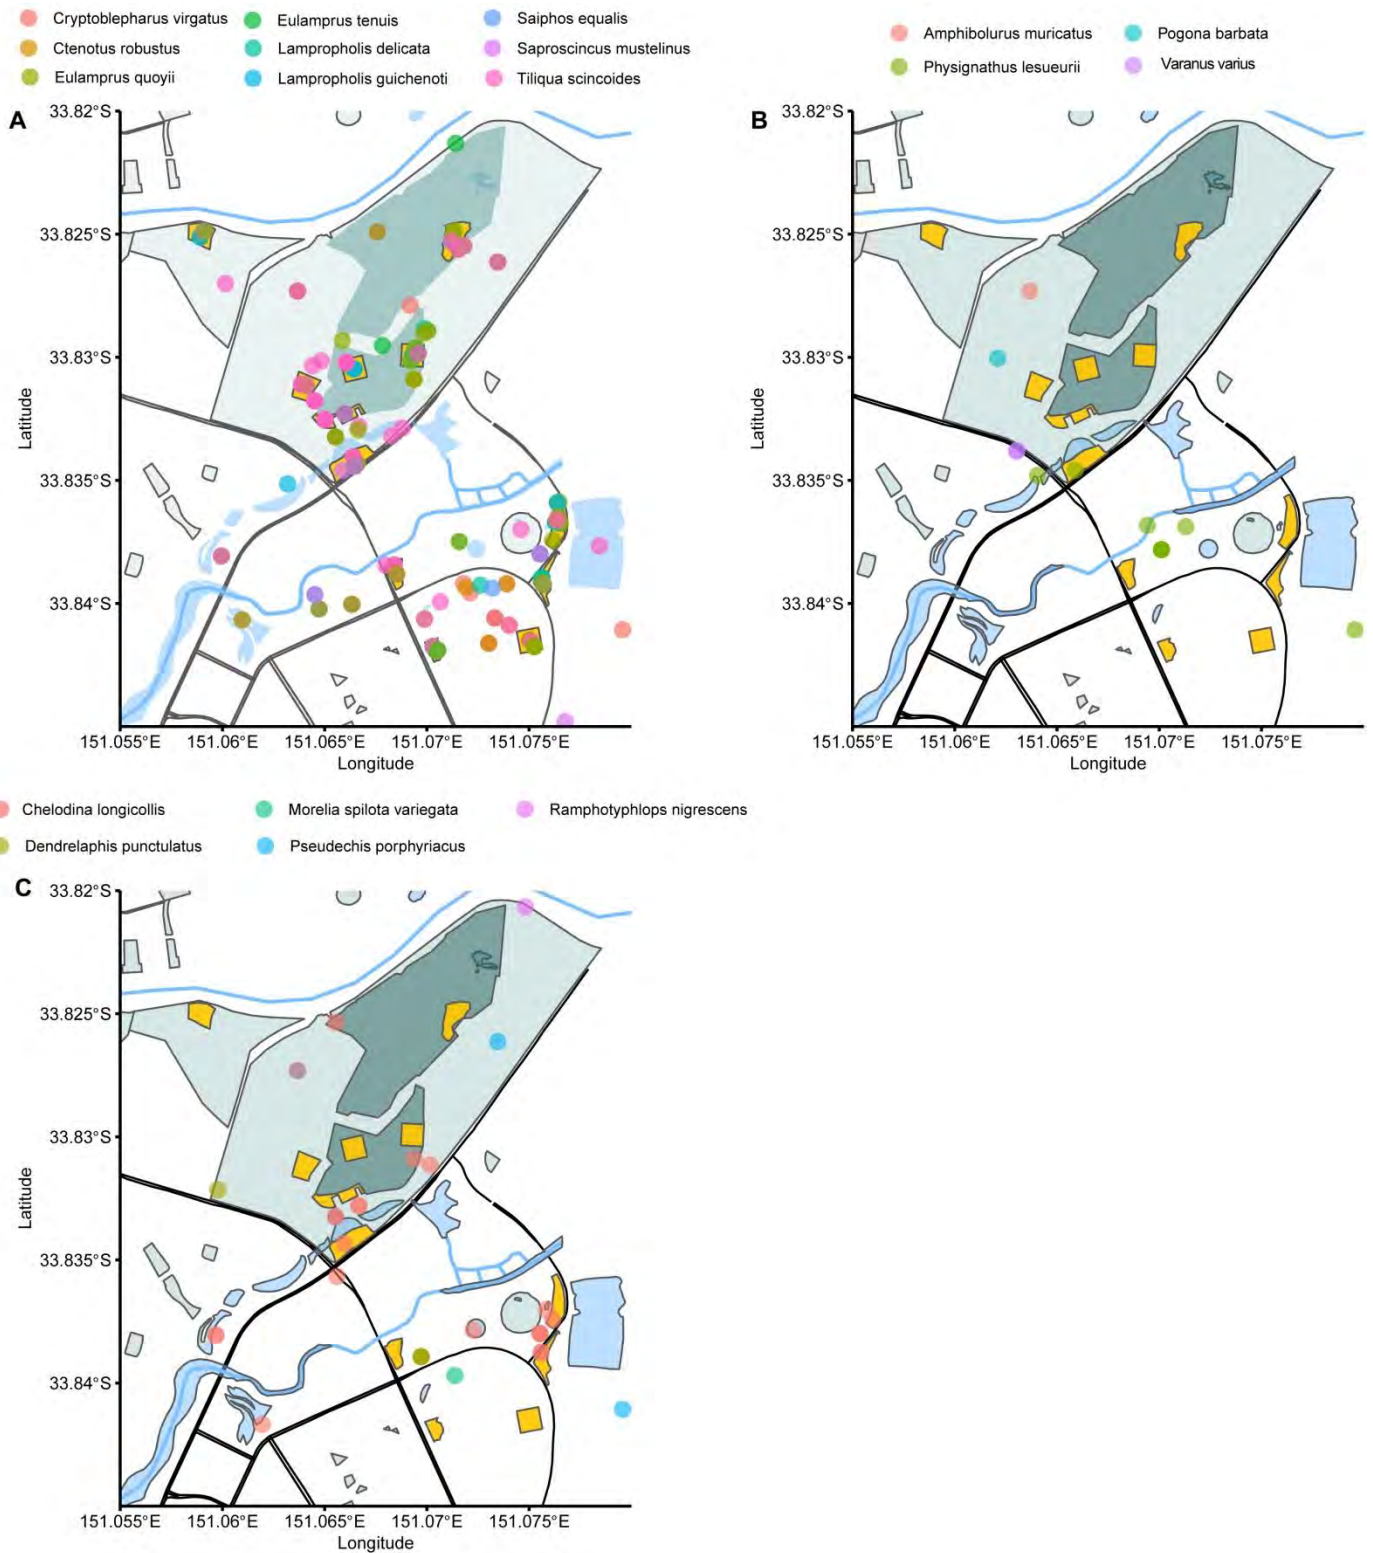 Cryptoblepharus virgatus Eulamprus tenuis Saiphos equalis
Ctenotus robustus Lampropholis delicata Saproscincus mustelinus
Eulamprus quoyii Lampropholis guichenoti Tiliqua scincoides
Amphibolurus muricatus Pogona barbata
Physignathus lesueurii Varanus varius
A
33.82°S
33.825°S
33.83°S
33.835°S
33.84°S
Latitude
151.055°E 151.06°E 151.065°E 151.07°E 151.075°E
Longitude
B
33.82°S
33.825°S
33.83°S
33.835°S
33.84°S
Latitude
151.055°E 151.06°E 151.065°E 151.07°E 151.075°E
Longitude
Chelodina longicollis Morelia spilota variegata Ramphotyphlops nigrescens
Dendrelaphis punctulatus Pseudechis porphyriacus
C
33.82°S
33.825°S
33.83°S
33.835°S
33.84°S
Latitude
151.055°E 151.06°E 151.065°E 151.07°E 151.075°E
Longitude